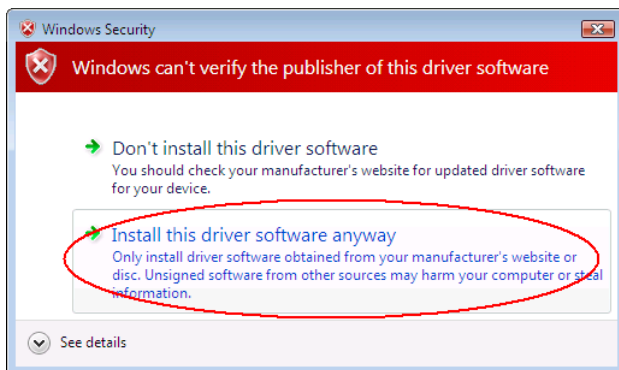 Windows Security
Windows can't verify the publisher of this driver software
Don't install this driver software
You should check your manufacturer's website for updated driver software
for your device.
Install this driver software anyway
Only install driver software obtained from your manufacturer's website or
disc. Unsigned software from other sources may harm your computer or steal
information.
See details